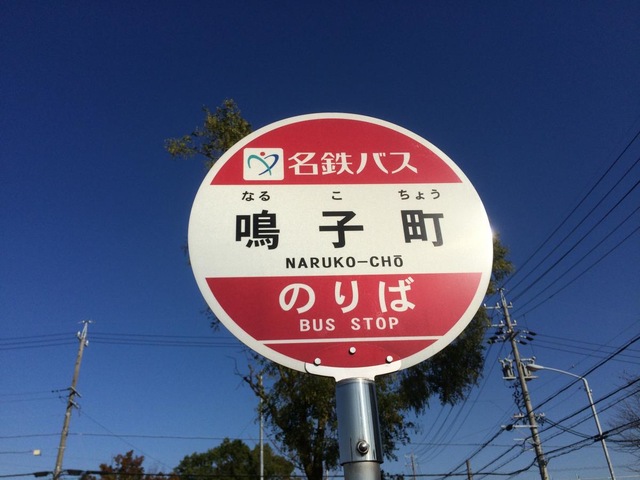 名鉄バス
なる こ ちょう
鳴子町
NARUKO-CHŌ
のりば
BUS STOP